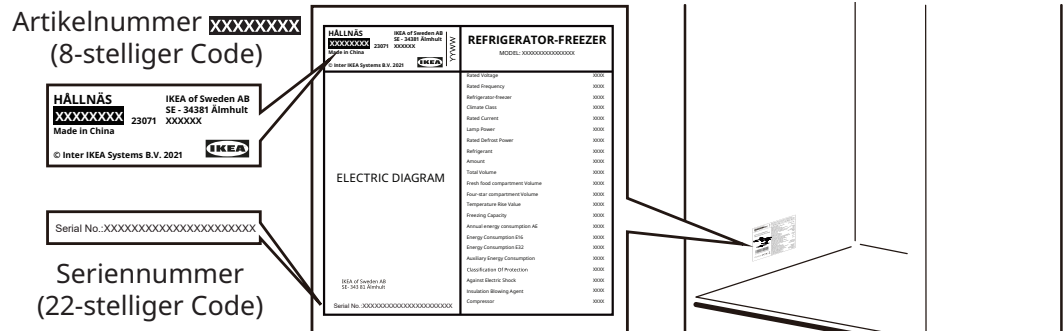 Artikelnummer XXXXXXXX
(8-stelliger Code)
HÅLLNÄS
XXXXXXXX
23071
Made in China
IKEA of Sweden AB
SE - 34381 Älmhult
XXXXXX
© Inter IKEA Systems B.V. 2021
IKEA
Serial No.:XXXXXXXXXXXXXXXXXXXXXX
Seriennummer
(22-stelliger Code)
HÅLLNÄS
XXXXXXXX
23071
Made in China
IKEA of Sweden AB
SE - 34381 Älmhult
XXXXXX
© Inter IKEA Systems B.V. 2021
IKEA
YYWW
REFRIGERATOR-FREEZER
MODEL: XXXXXXXXXXXXXXXX
Rated Voltage XXXX
Rated Frequency XXXX
Refrigerator-freezer XXXX
Climate Class XXXX
Rated Current XXXX
Lamp Power XXXX
Rated Defrost Power XXXX
Refrigerant XXXX
Amount XXXX
Total Volume XXXX
Fresh food compartment Volume XXXX
Four-star compartment Volume XXXX
Temperature Rise Value XXXX
Freezing Capacity XXXX
Annual energy consumption AE XXXX
Energy Consumption E16 XXXX
Energy Consumption E32 XXXX
Auxiliary Energy Consumption XXXX
Classification Of Protection XXXX
Against Electric Shock XXXX
Insulation Blowing Agent XXXX
Compressor XXXX
ELECTRIC DIAGRAM
IKEA of Sweden AB
SE- 343 81 Älmhult
Serial No.:XXXXXXXXXXXXXXXXXXXXXX